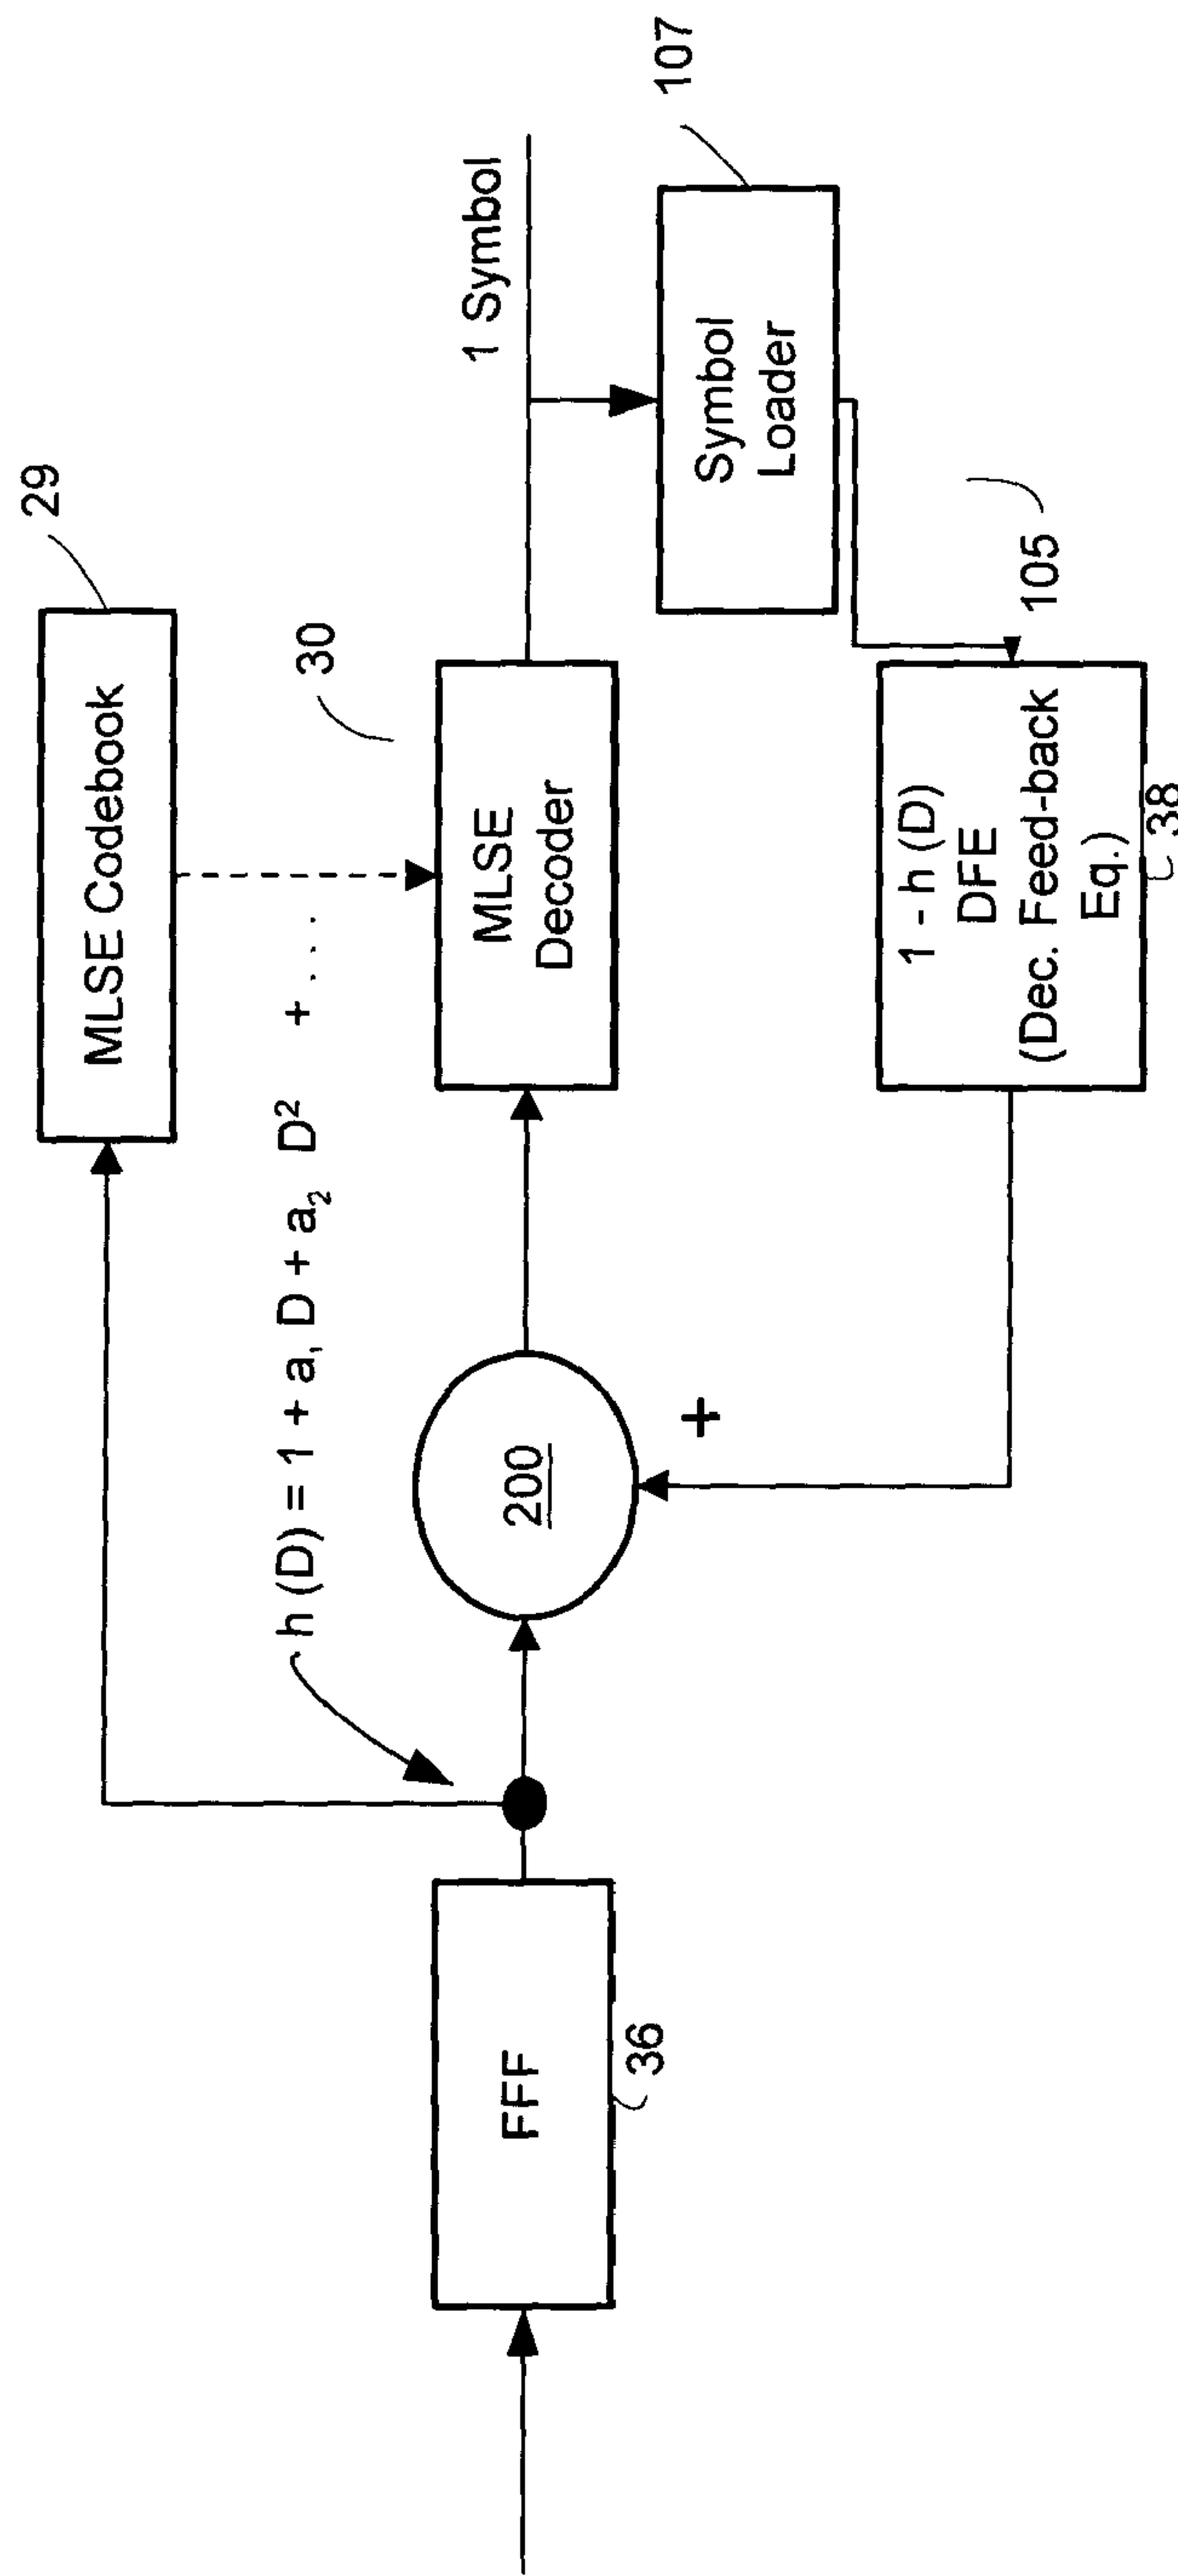 MLSE Codebook
29
h (D) = 1 + a, D + a₂ D² + . . .
30
1 Symbol
107
FFF
36
200
MLSE
Decoder
Symbol
Loader
+
105
1 - h (D)
DFE
(Dec. Feed-back
Eq.)
38